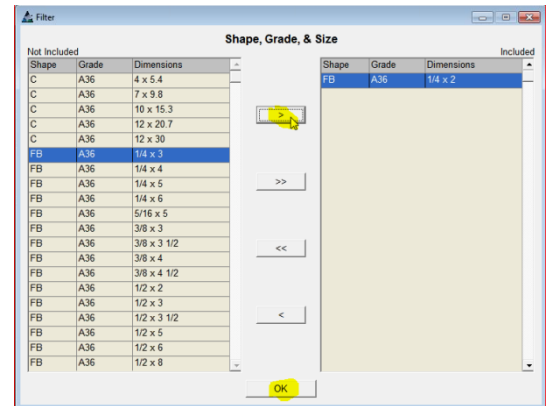 Filter
Shape, Grade, & Size
Not Included Included
Shape Grade Dimensions Shape Grade Dimensions
C A36 4 x 5.4 FB A36 1/4 x 2
C A36 7 x 9.8
C A36 10 x 15.3
C A36 12 x 20.7
C A36 12 x 30
FB A36 1/4 x 3
FB A36 1/4 x 4
FB A36 1/4 x 5
FB A36 1/4 x 6
FB A36 5/16 x 5
FB A36 3/8 x 3
FB A36 3/8 x 3 1/2
FB A36 3/8 x 4
FB A36 3/8 x 4 1/2
FB A36 1/2 x 2
FB A36 1/2 x 3
FB A36 1/2 x 3 1/2
FB A36 1/2 x 5
FB A36 1/2 x 6
FB A36 1/2 x 8
>
>>
<<
<
OK